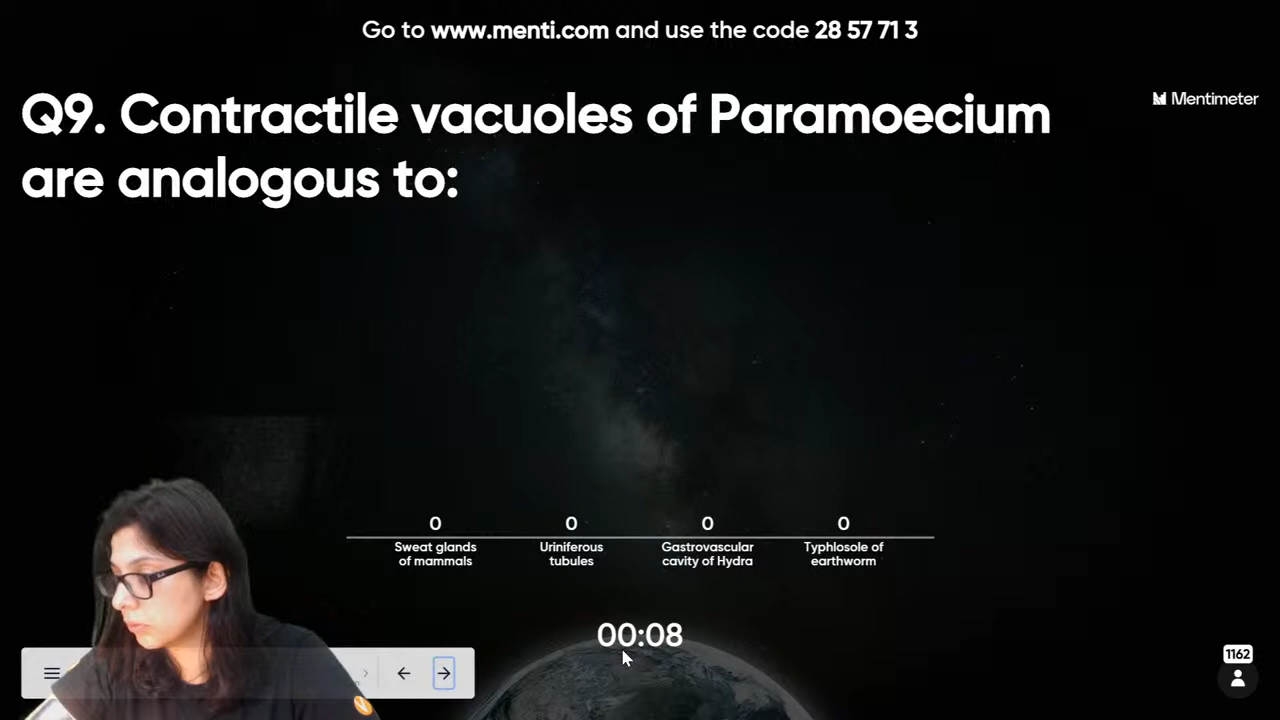 Go to www.menti.com and use the code 28 57 71 3
Mentimeter
Q9. Contractile vacuoles of Paramoecium
are analogous to:
0
0
0
0
Sweat glands
of mammals
Uriniferous
tubules
Gastrovascular
cavity of Hydra
Typhlosole of
earthworm
00:08
1162